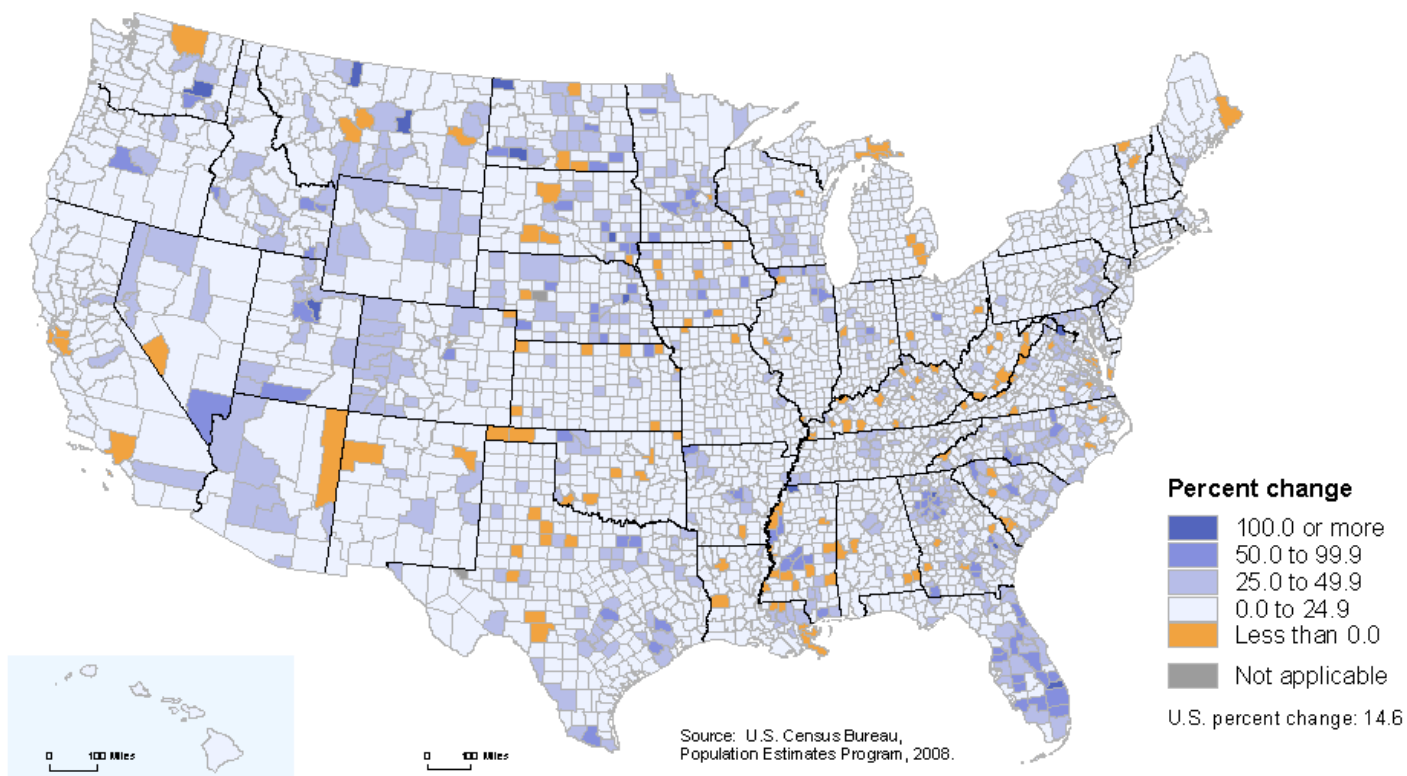 Percent change
100.0 or more
50.0 to 99.9
25.0 to 49.9
0.0 to 24.9
Less than 0.0
Not applicable
U.S. percent change: 14.6
Source: U.S. Census Bureau,
Population Estimates Program, 2008.
0 100 Miles
0 100 Miles